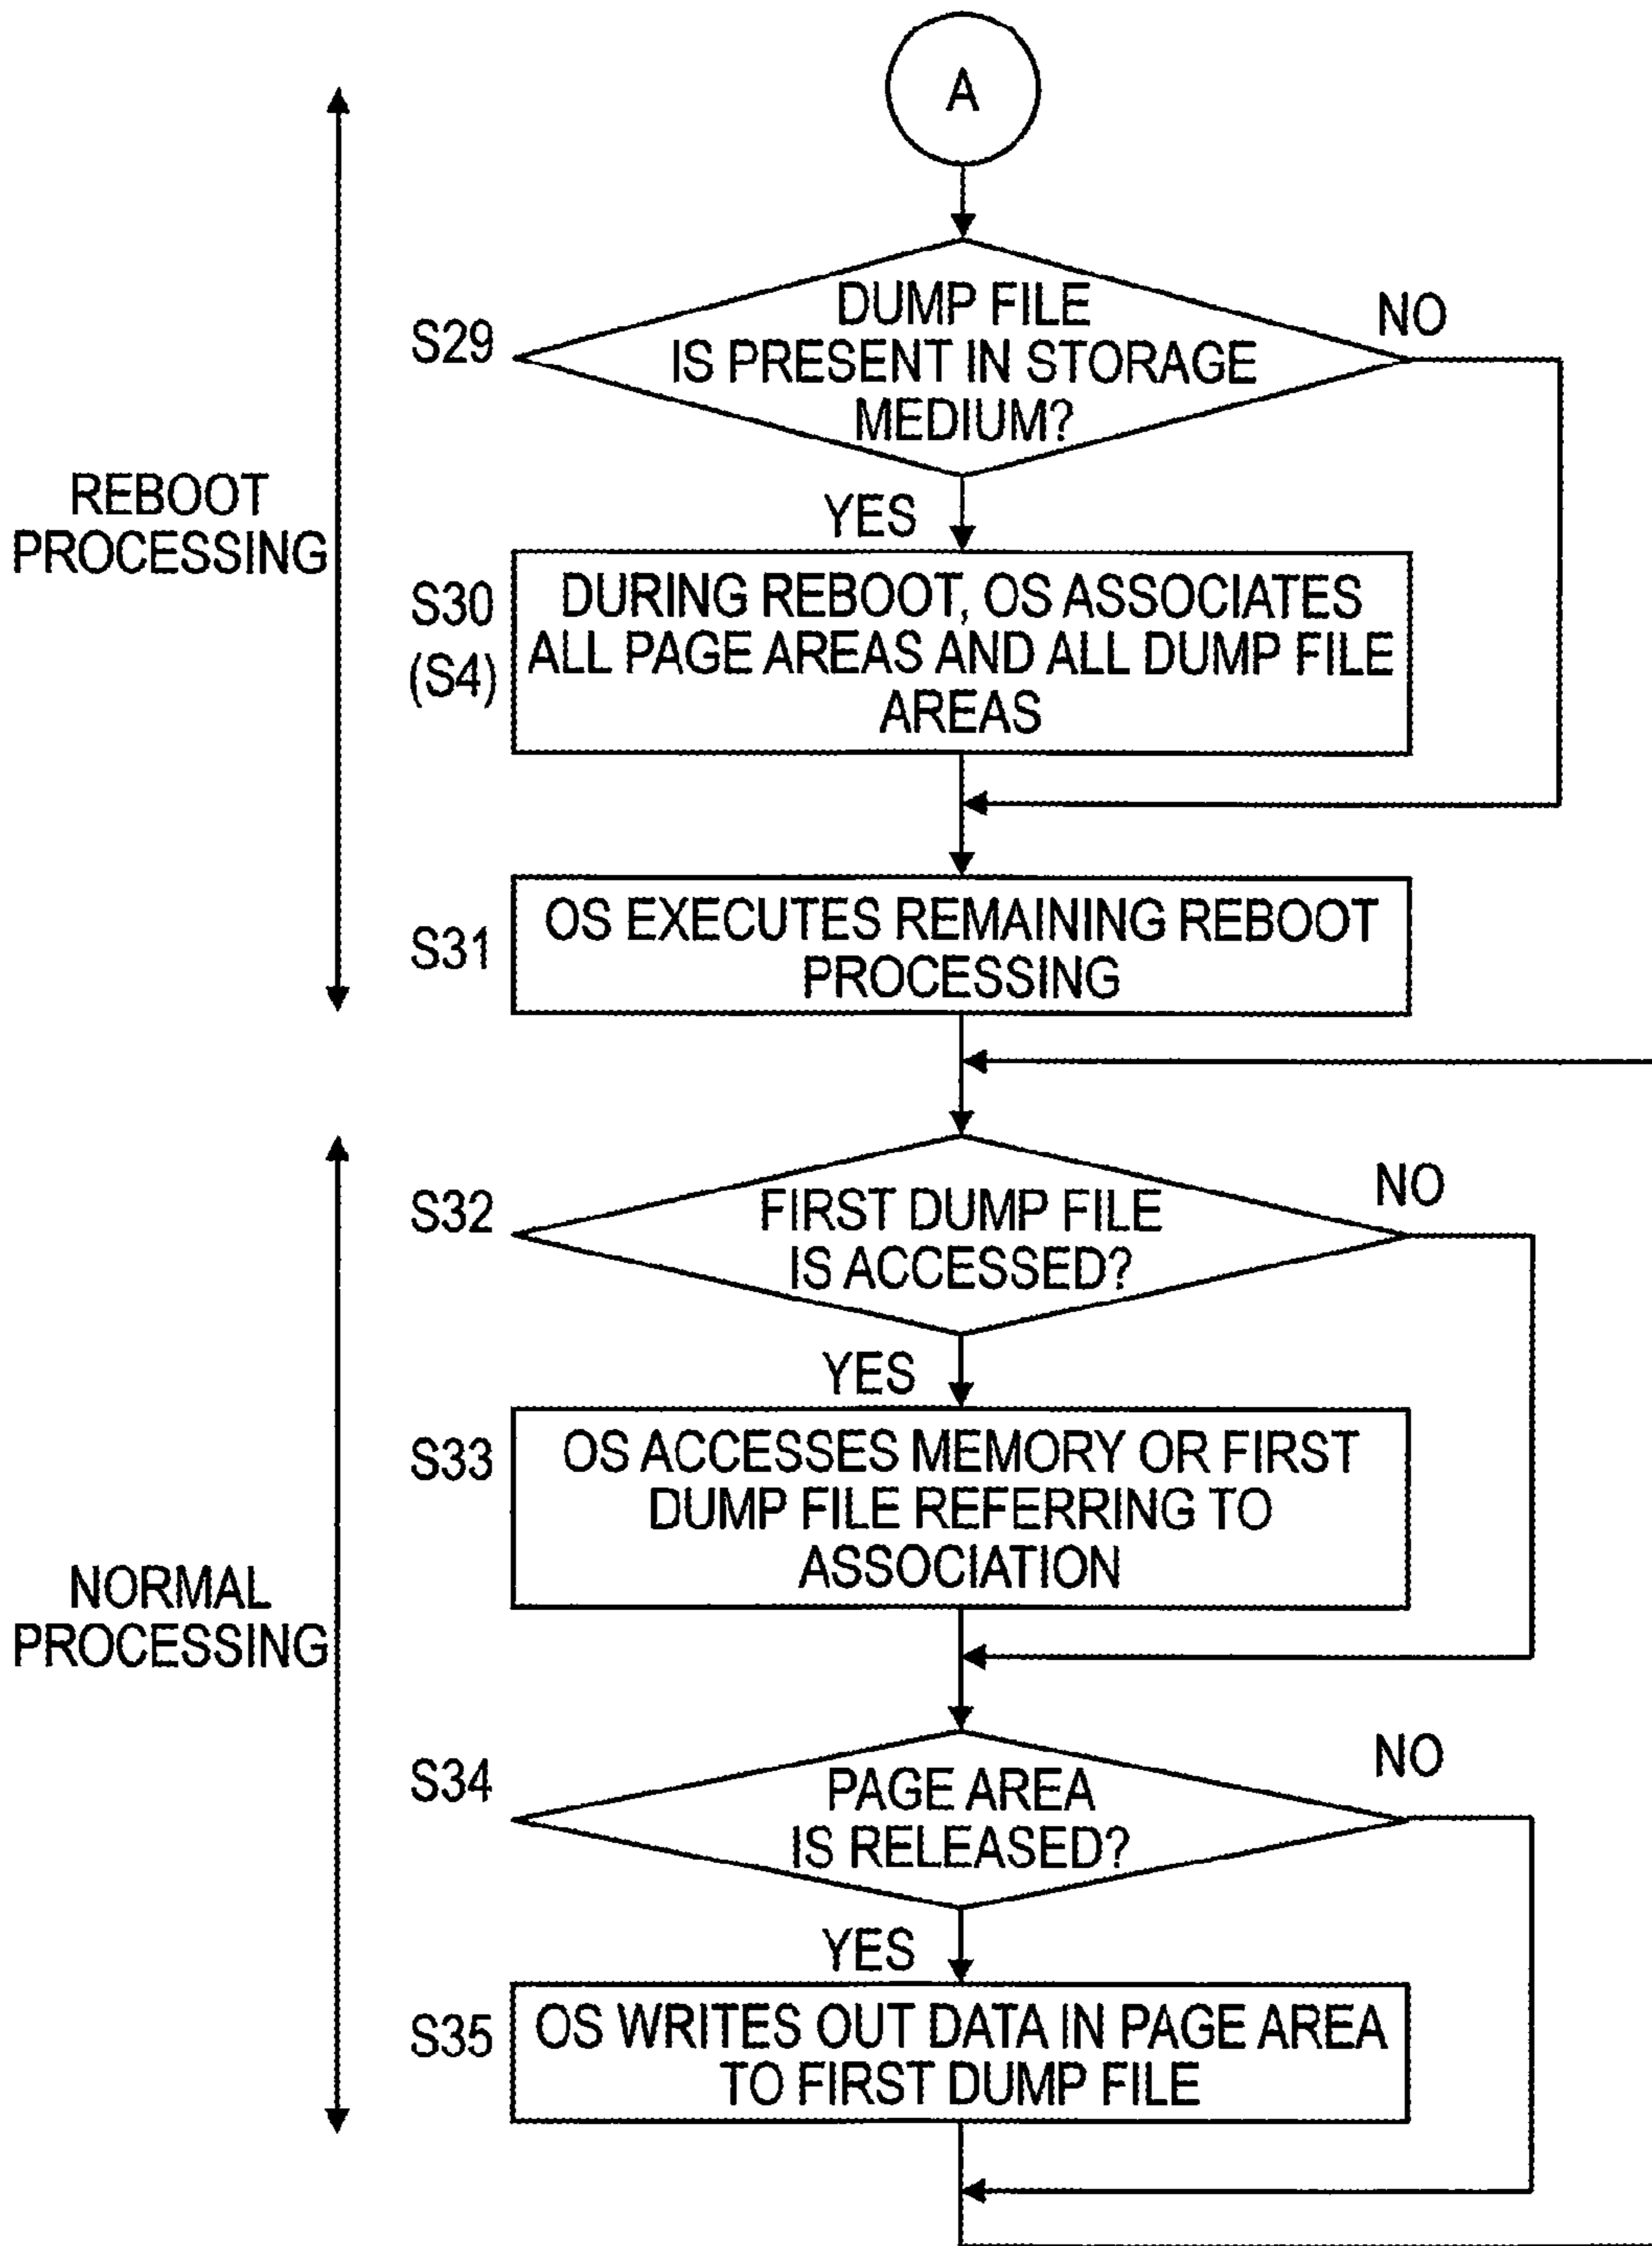 A
S29
DUMP FILE
IS PRESENT IN STORAGE
MEDIUM?
NO
REBOOT
PROCESSING
YES
S30
(S4)
DURING REBOOT, OS ASSOCIATES
ALL PAGE AREAS AND ALL DUMP FILE
AREAS
S31
OS EXECUTES REMAINING REBOOT
PROCESSING
S32
FIRST DUMP FILE
IS ACCESSED?
NO
YES
S33
OS ACCESSES MEMORY OR FIRST
DUMP FILE REFERRING TO
ASSOCIATION
NORMAL
PROCESSING
S34
PAGE AREA
IS RELEASED?
NO
YES
S35
OS WRITES OUT DATA IN PAGE AREA
TO FIRST DUMP FILE